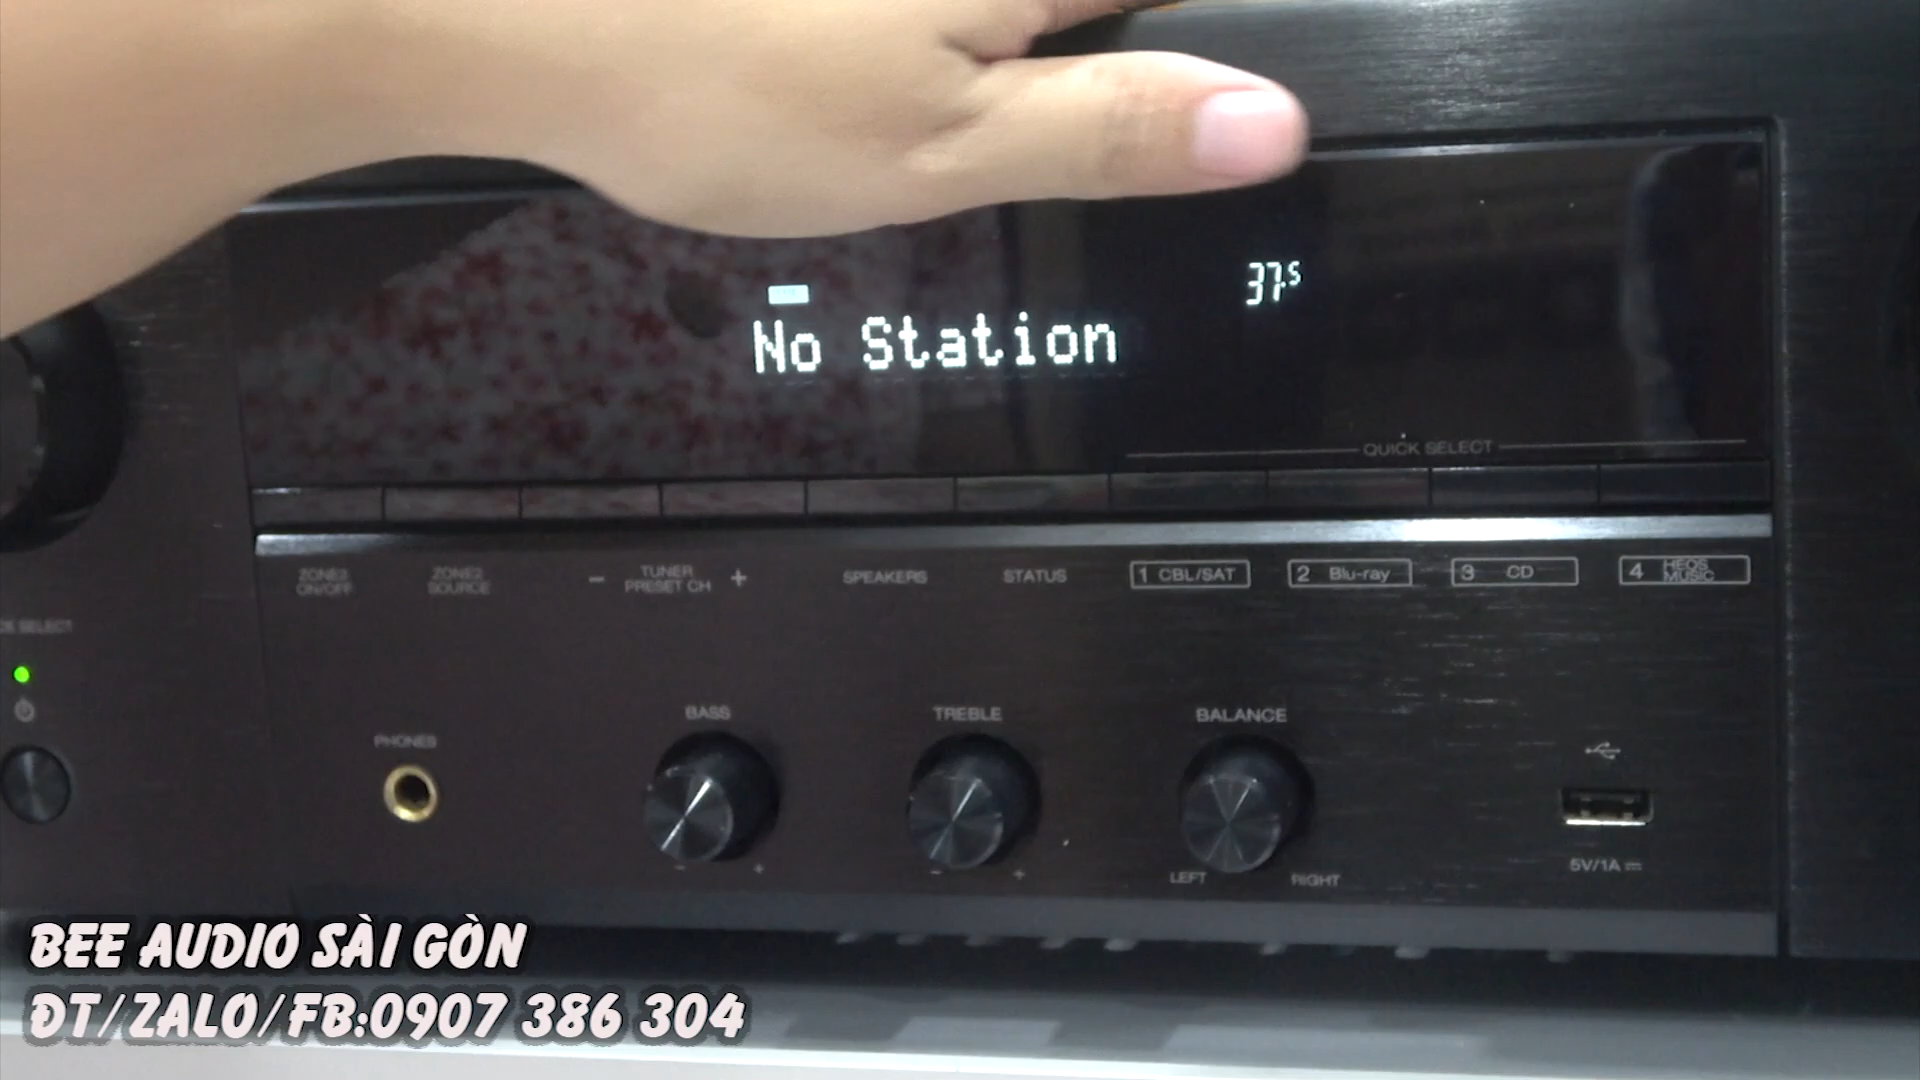 37.5
No Station
QUICK SELECT
ZONE2 ON/OFF
ZONE2 SOURCE
− TUNER PRESET CH +
SPEAKERS
STATUS
1 CBL/SAT
2 Blu-ray
3 CD
4 HEOS MUSIC
SELECT
PHONES
BASS
- +
TREBLE
- +
BALANCE
LEFT RIGHT
5V/1A
BEE AUDIO SÀI GÒN
ĐT/ZALO/FB:0907 386 304